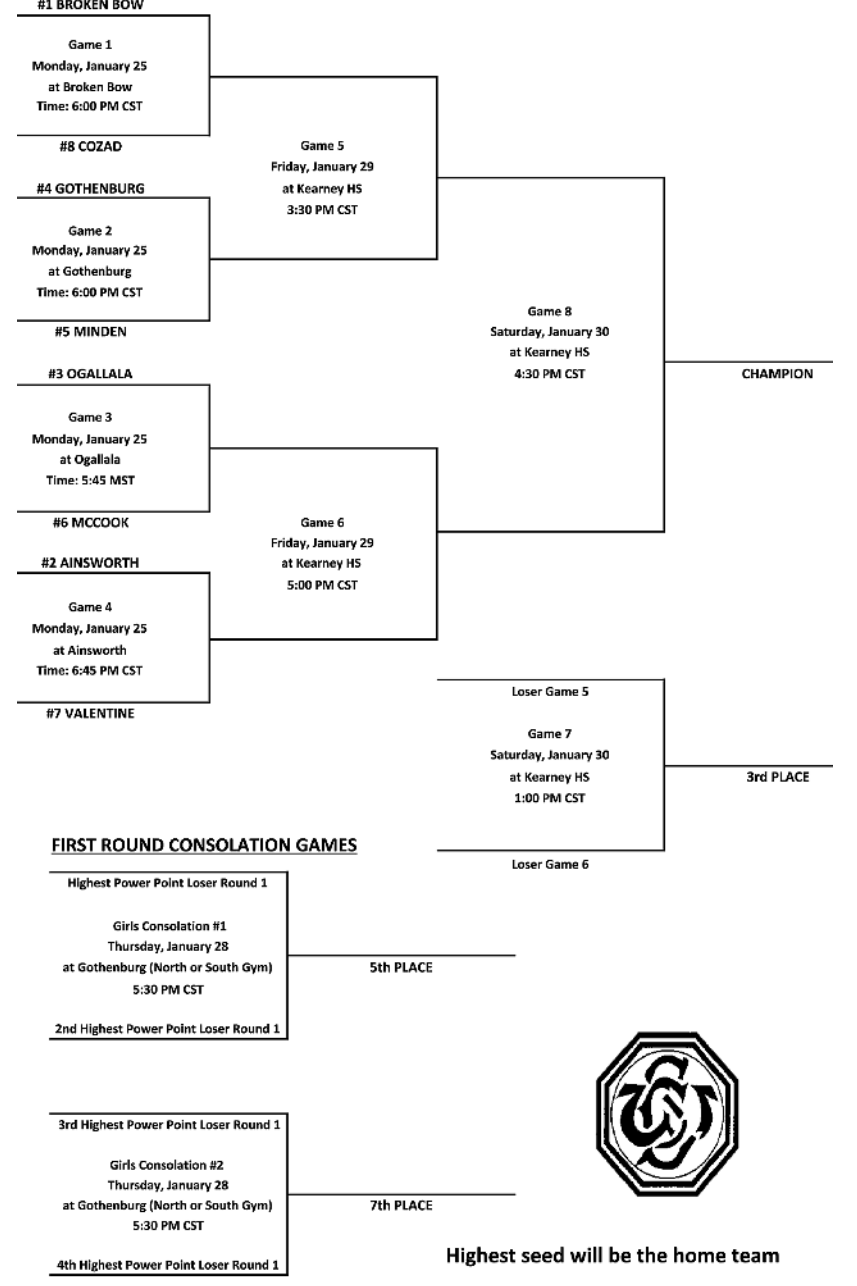 #1 BROKEN BOW
Game 1
Monday, January 25
at Broken Bow
Time: 6:00 PM CST
#8 COZAD
#4 GOTHENBURG
Game 2
Monday, January 25
at Gothenburg
Time: 6:00 PM CST
#5 MINDEN
#3 OGALLALA
Game 3
Monday, January 25
at Ogallala
Time: 5:45 MST
#6 MCCOOK
#2 AINSWORTH
Game 4
Monday, January 25
at Ainsworth
Time: 6:45 PM CST
#7 VALENTINE
Game 5
Friday, January 29
at Kearney HS
3:30 PM CST
Game 6
Friday, January 29
at Kearney HS
5:00 PM CST
Game 8
Saturday, January 30
at Kearney HS
4:30 PM CST
CHAMPION
Loser Game 5
Game 7
Saturday, January 30
at Kearney HS
1:00 PM CST
Loser Game 6
3rd PLACE
FIRST ROUND CONSOLATION GAMES
Highest Power Point Loser Round 1
Girls Consolation #1
Thursday, January 28
at Gothenburg (North or South Gym)
5:30 PM CST
2nd Highest Power Point Loser Round 1
5th PLACE
3rd Highest Power Point Loser Round 1
Girls Consolation #2
Thursday, January 28
at Gothenburg (North or South Gym)
5:30 PM CST
4th Highest Power Point Loser Round 1
7th PLACE
Highest seed will be the home team